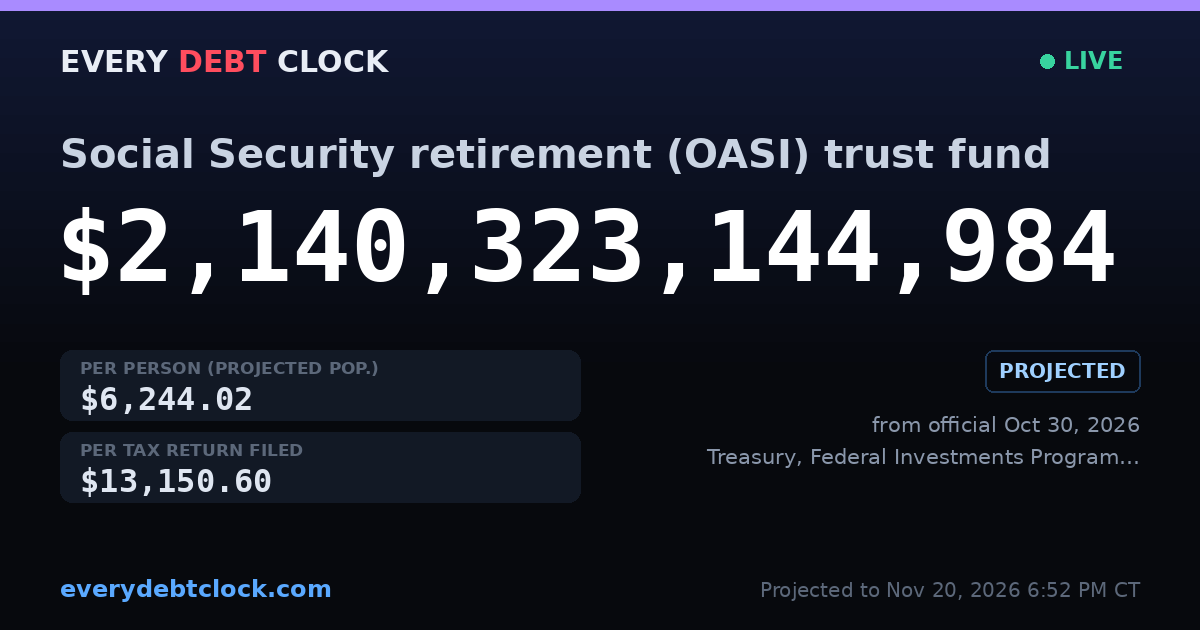 EVERY DEBT CLOCK
LIVE
Social Security retirement (OASI) trust fund
$2,140,323,144,984
PER PERSON (PROJECTED POP.)
$6,244.02
PER TAX RETURN FILED
$13,150.60
PROJECTED
from official Oct 30, 2026
Treasury, Federal Investments Program...
everydebtclock.com
Projected to Nov 20, 2026 6:52 PM CT